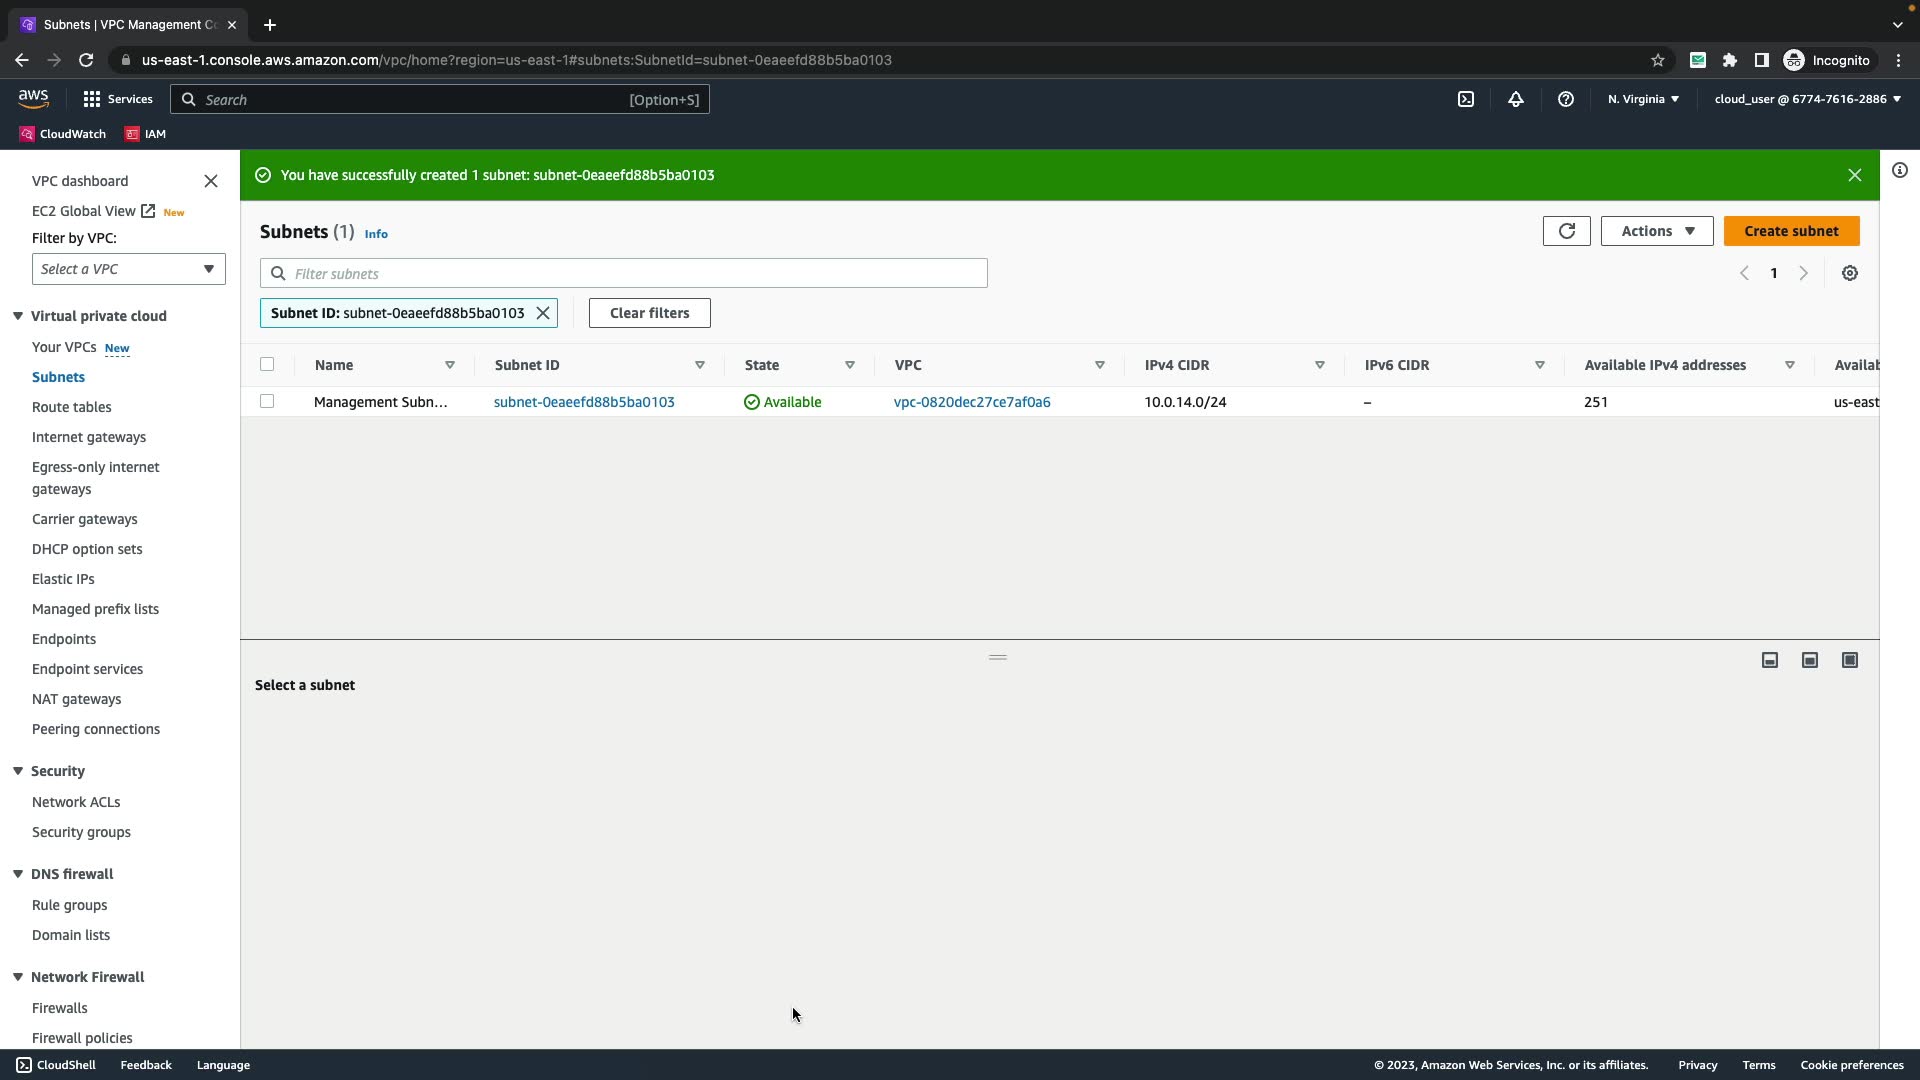 Subnets | VPC Management Co
us-east-1.console.aws.amazon.com/vpc/home?region=us-east-1#subnets:SubnetId=subnet-0eaeefd88b5ba0103
Incognito
aws
Services
Search
[Option+S]
N. Virginia
cloud_user @ 6774-7616-2886
CloudWatch
IAM
VPC dashboard
EC2 Global View New
Filter by VPC:
Select a VPC
Virtual private cloud
Your VPCs New
Subnets
Route tables
Internet gateways
Egress-only internet
gateways
Carrier gateways
DHCP option sets
Elastic IPs
Managed prefix lists
Endpoints
Endpoint services
NAT gateways
Peering connections
Security
Network ACLs
Security groups
DNS firewall
Rule groups
Domain lists
Network Firewall
Firewalls
Firewall policies
You have successfully created 1 subnet: subnet-0eaeefd88b5ba0103
Subnets (1) Info
Actions
Create subnet
Filter subnets
1
Subnet ID: subnet-0eaeefd88b5ba0103
Clear filters
Name Subnet ID State VPC IPv4 CIDR IPv6 CIDR Available IPv4 addresses Availab
Management Subn... subnet-0eaeefd88b5ba0103 Available vpc-0820dec27ce7af0a6 10.0.14.0/24 – 251 us-east
Select a subnet
CloudShell Feedback Language © 2023, Amazon Web Services, Inc. or its affiliates. Privacy Terms Cookie preferences